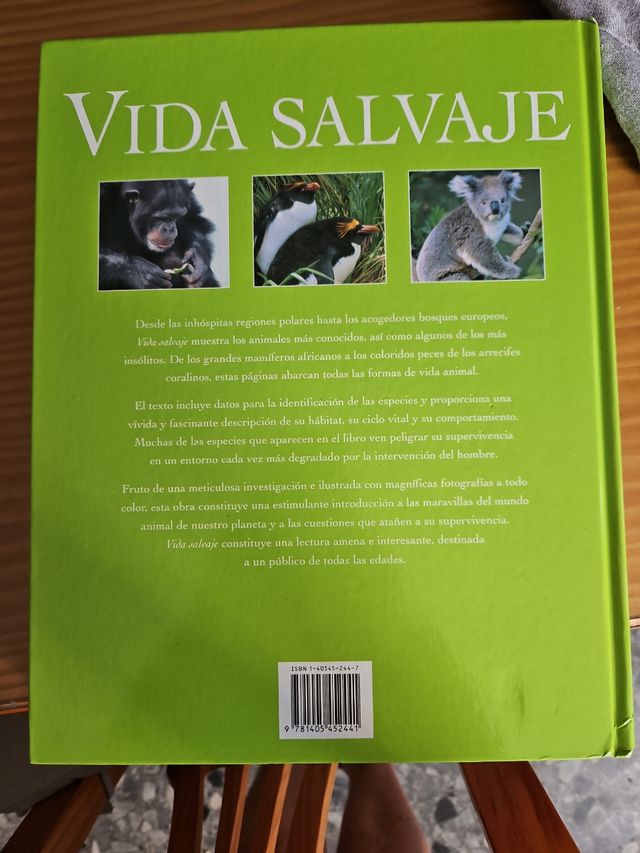 VIDA SALVAJE
Desde las inhóspitas regiones polares hasta los acogedores bosques europeos,
Vida salvaje muestra los animales más conocidos, así como algunos de los más
insólitos. De los grandes mamíferos africanos a los coloridos peces de los arrecifes
coralinos, estas páginas abarcan todas las formas de vida animal.
El texto incluye datos para la identificación de las especies y proporciona una
vívida y fascinante descripción de su hábitat, su ciclo vital y su comportamiento.
Muchas de las especies que aparecen en el libro ven peligrar su supervivencia
en un entorno cada vez más degradado por la intervención del hombre.
Fruto de una meticulosa investigación e ilustrada con magníficas fotografías a todo
color, esta obra constituye una estimulante introducción a las maravillas del mundo
animal de nuestro planeta y a las cuestiones que atañen a su supervivencia.
Vida salvaje constituye una lectura amena e interesante, destinada
a un público de todas las edades.
ISBN 1-40545-244-7
9 781405 452441